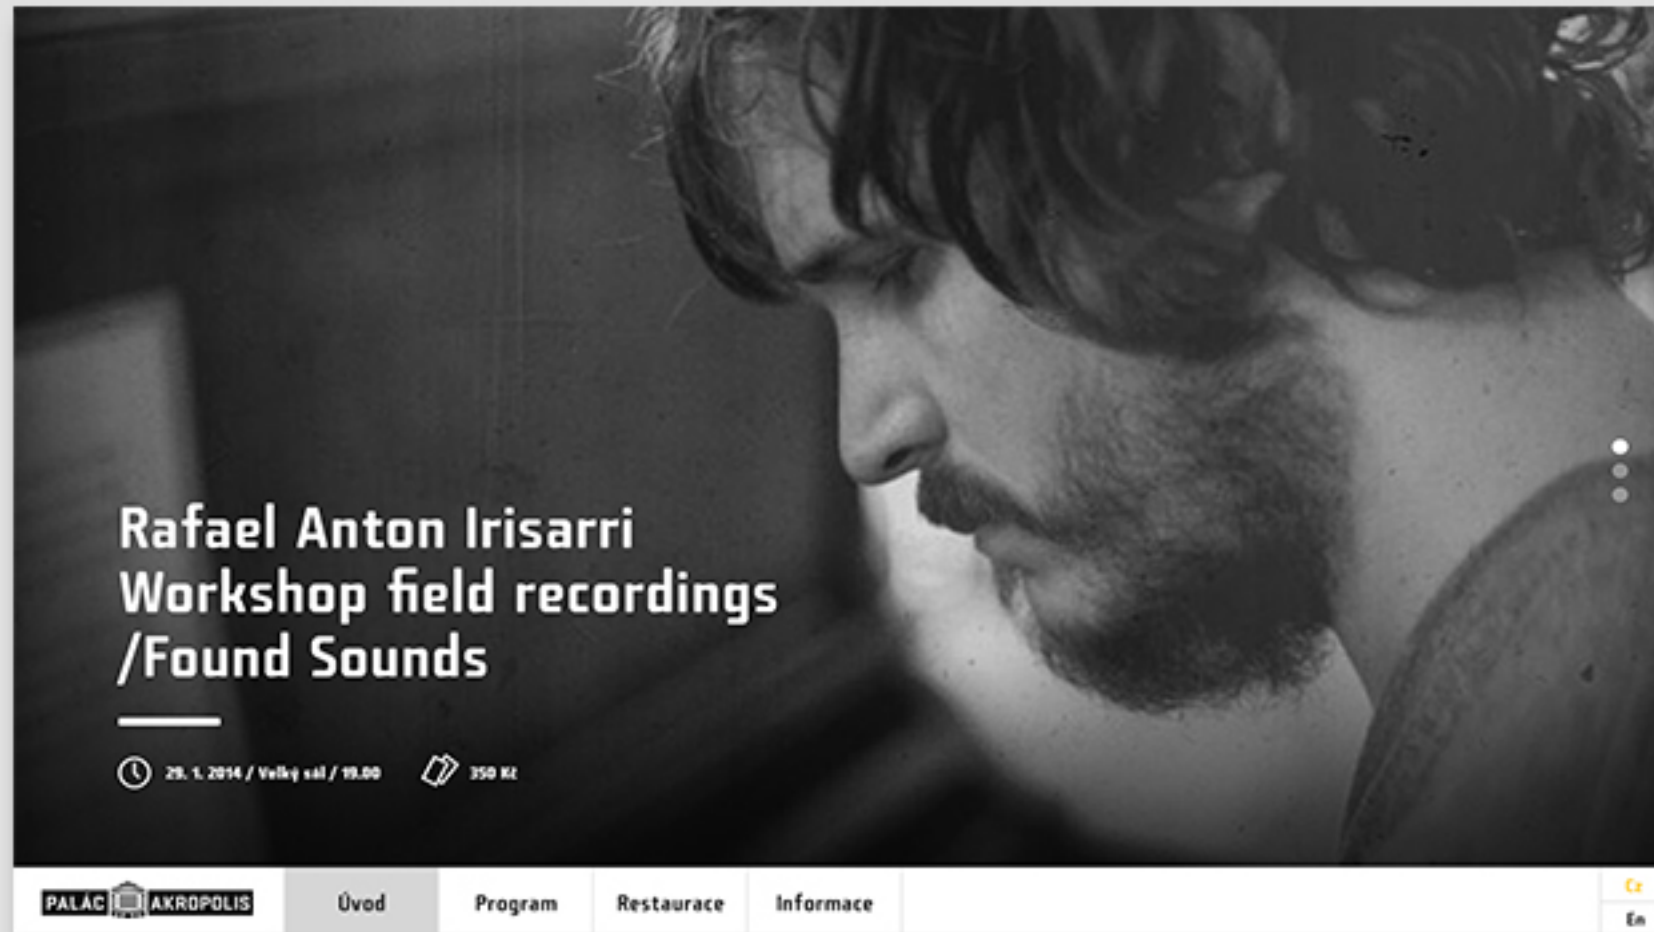 Rafael Anton Irisarri
Workshop field recordings
/Found Sounds
29. 1. 2014 / Velký sál / 19.00
350 Kč
PALÁC AKROPOLIS
Úvod
Program
Restaurace
Informace
Cz
En